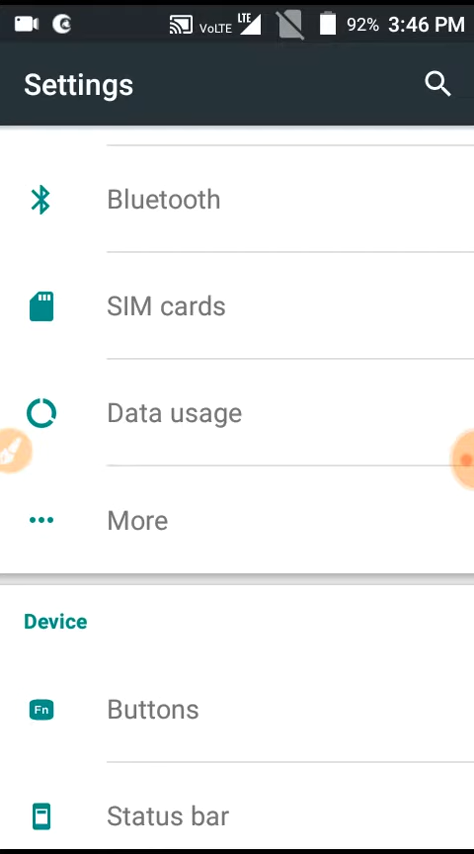 VoLTE LTE 92% 3:46 PM
Settings
Bluetooth
SIM cards
Data usage
More
Device
Fn Buttons
Status bar